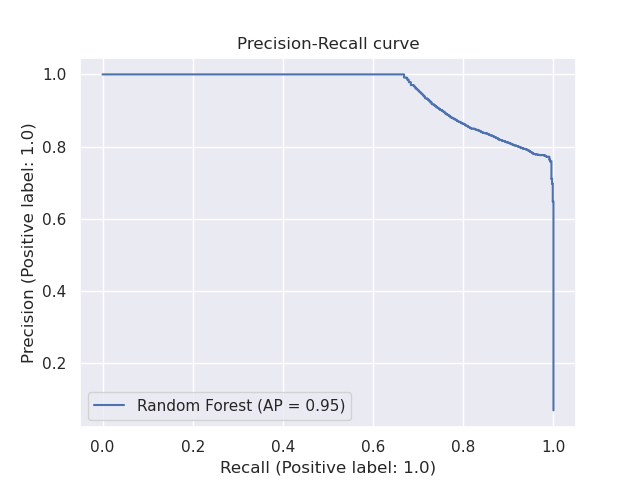 Precision-Recall curve
Precision (Positive label: 1.0)
1.0
0.8
0.6
0.4
0.2
Random Forest (AP = 0.95)
0.0 0.2 0.4 0.6 0.8 1.0
Recall (Positive label: 1.0)